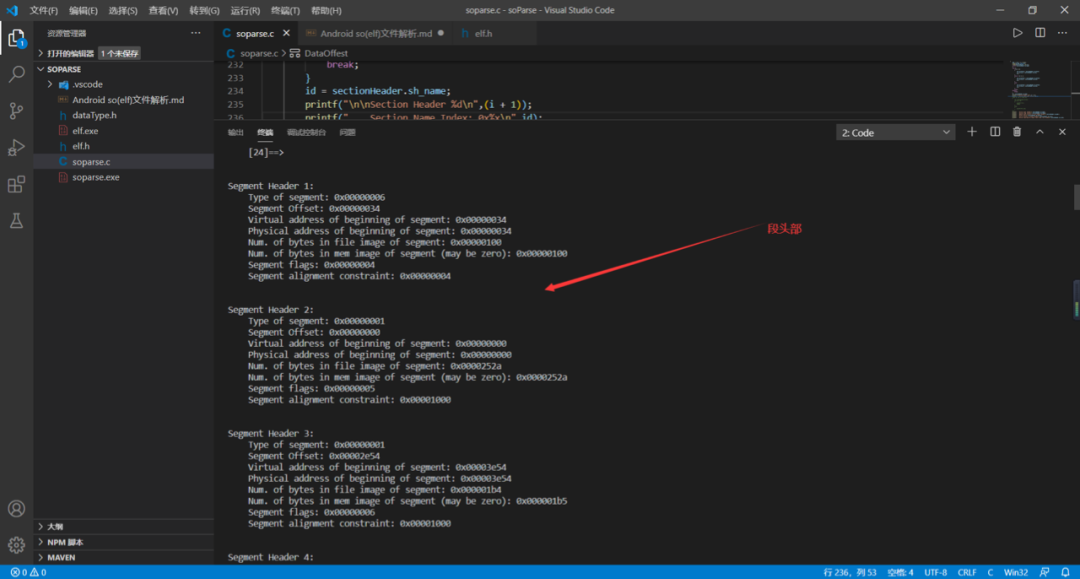 文件(F) 编辑(E) 选择(S) 查看(V) 转到(G) 运行(R) 终端(T) 帮助(H) soparse.c - soParse - Visual Studio Code
资源管理器 ···
打开的编辑器 1 个未保存
SOPARSE
.vscode
Android so(elf)文件解析.md
dataType.h
elf.exe
elf.h
soparse.c
soparse.exe
大纲
NPM 脚本
MAVEN
soparse.c Android so(elf)文件解析.md elf.h
soparse.c > DataOffest
232 break;
233 }
234 id = sectionHeader.sh_name;
235 printf("\n\nSection Header %d\n",(i + 1));
236 printf(" Section Name Index: 0x%x\n",id);
输出 终端 调试控制台 问题 2: Code
[24]==>
Segment Header 1:
Type of segment: 0x00000006
Segment Offset: 0x00000034
Virtual address of beginning of segment: 0x00000034
Physical address of beginning of segment: 0x00000034
Num. of bytes in file image of segment: 0x00000100
Num. of bytes in mem image of segment (may be zero): 0x00000100
Segment flags: 0x00000004
Segment alignment constraint: 0x00000004
段头部
Segment Header 2:
Type of segment: 0x00000001
Segment Offset: 0x00000000
Virtual address of beginning of segment: 0x00000000
Physical address of beginning of segment: 0x00000000
Num. of bytes in file image of segment: 0x0000252a
Num. of bytes in mem image of segment (may be zero): 0x0000252a
Segment flags: 0x00000005
Segment alignment constraint: 0x00001000
Segment Header 3:
Type of segment: 0x00000001
Segment Offset: 0x00002e54
Virtual address of beginning of segment: 0x00003e54
Physical address of beginning of segment: 0x00003e54
Num. of bytes in file image of segment: 0x000001b4
Num. of bytes in mem image of segment (may be zero): 0x000001b5
Segment flags: 0x00000006
Segment alignment constraint: 0x00001000
Segment Header 4:
0 0 行 236，列 53 空格: 4 UTF-8 CRLF C Win32